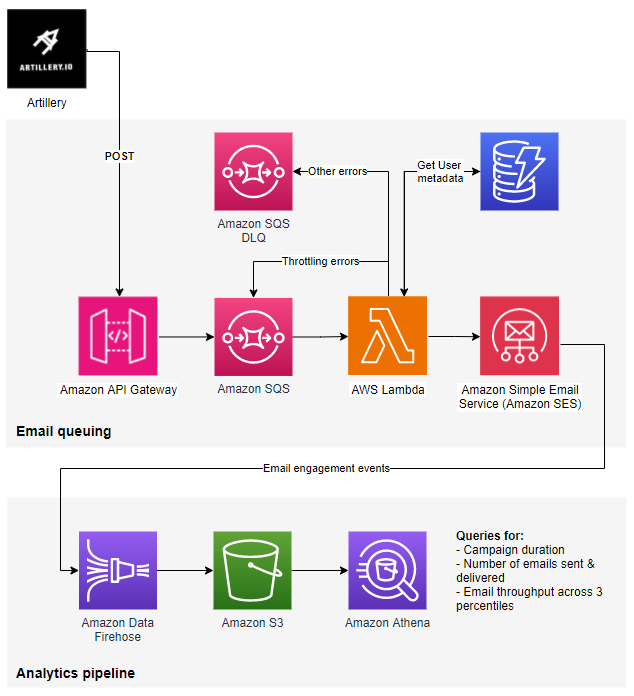 ARTILLERY.IO
Artillery
POST
Other errors
Get User
metadata
Amazon SQS
DLQ
Throttling errors
</>
Amazon API Gateway
Amazon SQS
AWS Lambda
Amazon Simple Email
Service (Amazon SES)
Email queuing
Email engagement events
Amazon Data
Firehose
Amazon S3
Amazon Athena
Queries for:
- Campaign duration
- Number of emails sent &
delivered
- Email throughput across 3
percentiles
Analytics pipeline